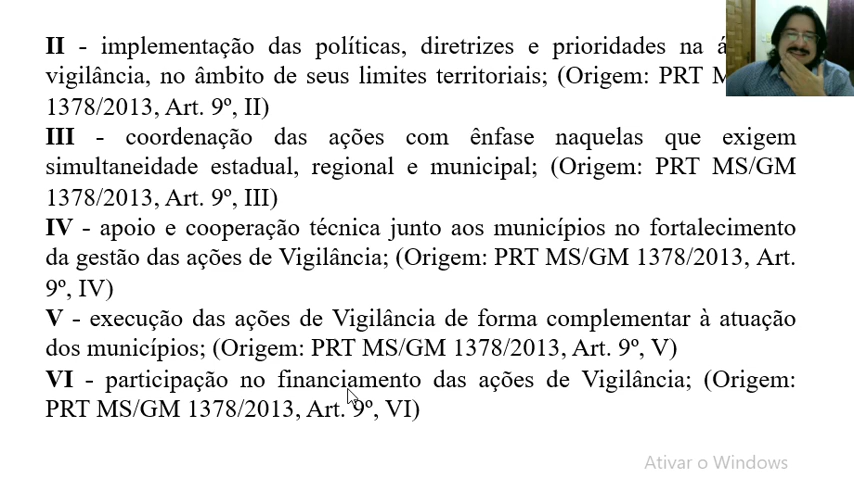 II - implementação das políticas, diretrizes e prioridades na
vigilância, no âmbito de seus limites territoriais; (Origem: PRT
1378/2013, Art. 9º, II)
III - coordenação das ações com ênfase naquelas que exigem
simultaneidade estadual, regional e municipal; (Origem: PRT MS/GM
1378/2013, Art. 9º, III)
IV - apoio e cooperação técnica junto aos municípios no fortalecimento
da gestão das ações de Vigilância; (Origem: PRT MS/GM 1378/2013, Art.
9º, IV)
V - execução das ações de Vigilância de forma complementar à atuação
dos municípios; (Origem: PRT MS/GM 1378/2013, Art. 9º, V)
VI - participação no financiamento das ações de Vigilância; (Origem:
PRT MS/GM 1378/2013, Art. 9º, VI)
Ativar o Windows